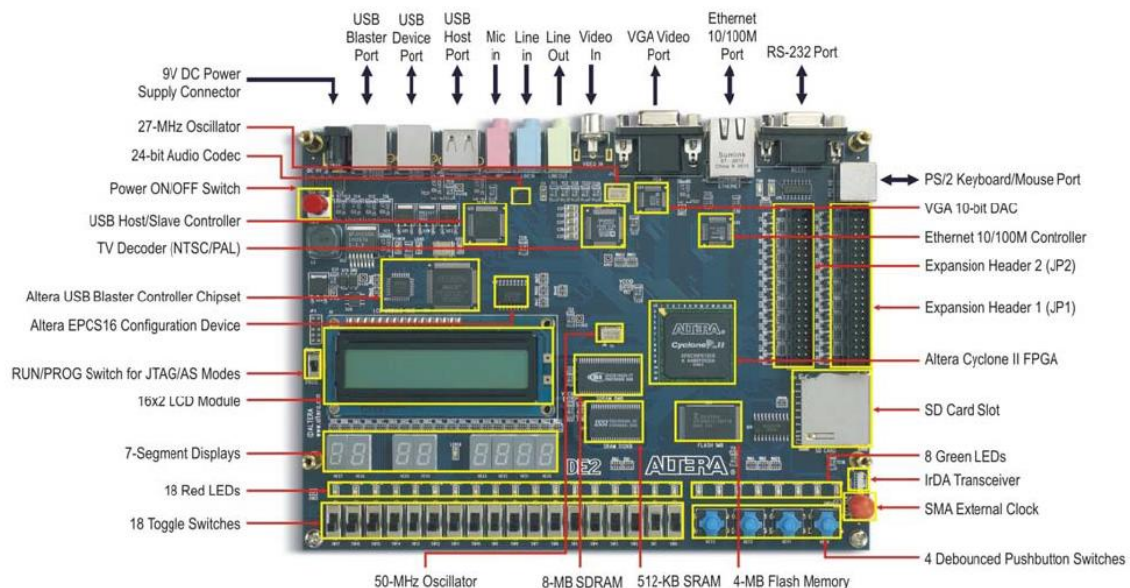 USB
Blaster
Port
USB
Device
Port
USB
Host
Port
Mic
in
Line
in
Line
Out
Video
In
VGA Video
Port
Ethernet
10/100M
Port
RS-232 Port
9V DC Power
Supply Connector
27-MHz Oscillator
24-bit Audio Codec
Power ON/OFF Switch
USB Host/Slave Controller
TV Decoder (NTSC/PAL)
Altera USB Blaster Controller Chipset
Altera EPCS16 Configuration Device
RUN/PROG Switch for JTAG/AS Modes
16x2 LCD Module
7-Segment Displays
18 Red LEDs
18 Toggle Switches
PS/2 Keyboard/Mouse Port
VGA 10-bit DAC
Ethernet 10/100M Controller
Expansion Header 2 (JP2)
Expansion Header 1 (JP1)
Altera Cyclone II FPGA
SD Card Slot
8 Green LEDs
IrDA Transceiver
SMA External Clock
4 Debounced Pushbutton Switches
50-MHz Oscillator
8-MB SDRAM
512-KB SRAM
4-MB Flash Memory
ALTERA
Cyclone II
DE2
ALTERA